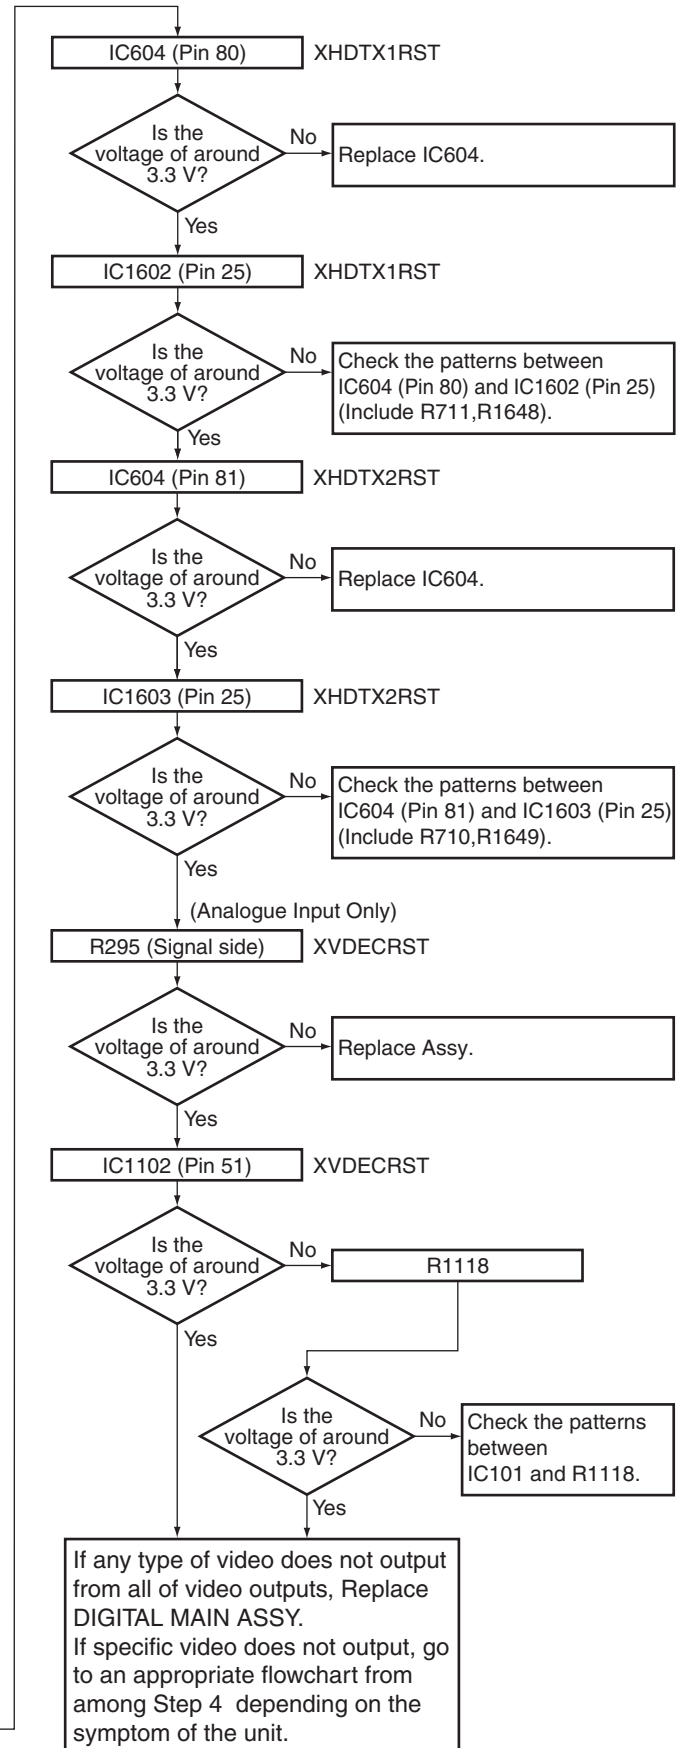 IC604 (Pin 80)
XHDTX1RST
Is the
voltage of around
3.3 V?
No
Replace IC604.
Yes
IC1602 (Pin 25)
XHDTX1RST
Is the
voltage of around
3.3 V?
No
Check the patterns between
IC604 (Pin 80) and IC1602 (Pin 25)
(Include R711,R1648).
Yes
IC604 (Pin 81)
XHDTX2RST
Is the
voltage of around
3.3 V?
No
Replace IC604.
Yes
IC1603 (Pin 25)
XHDTX2RST
Is the
voltage of around
3.3 V?
No
Check the patterns between
IC604 (Pin 81) and IC1603 (Pin 25)
(Include R710,R1649).
Yes
(Analogue Input Only)
R295 (Signal side)
XVDECRST
Is the
voltage of around
3.3 V?
No
Replace Assy.
Yes
IC1102 (Pin 51)
XVDECRST
Is the
voltage of around
3.3 V?
No
R1118
Yes
Is the
voltage of around
3.3 V?
No
Check the patterns
between
IC101 and R1118.
Yes
If any type of video does not output
from all of video outputs, Replace
DIGITAL MAIN ASSY.
If specific video does not output, go
to an appropriate flowchart from
among Step 4 depending on the
symptom of the unit.